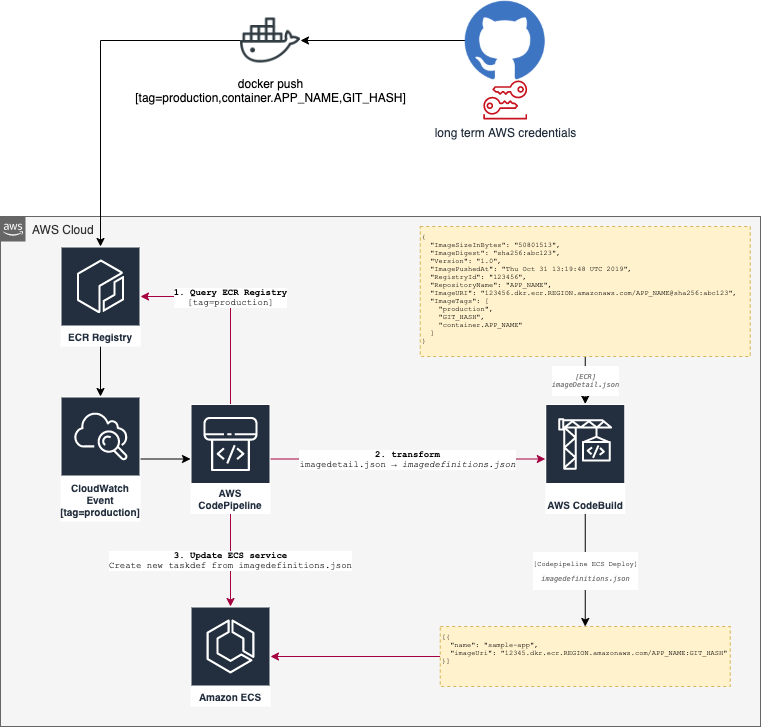 docker push
[tag=production,container.APP_NAME,GIT_HASH]
long term AWS credentials
aws
AWS Cloud
{
"ImageSizeInBytes": "50801513",
"ImageDigest": "sha256:abc123",
"Version": "1.0",
"ImagePushedAt": "Thu Oct 31 13:19:48 UTC 2019",
"RegistryId": "123456",
"RepositoryName": "APP_NAME",
"ImageURI": "123456.dkr.ecr.REGION.amazonaws.com/APP_NAME@sha256:abc123",
"ImageTags": [
"production",
"GIT_HASH",
"container.APP_NAME"
]
}
1. Query ECR Registry
[tag=production]
ECR Registry
[ECR]
imageDetail.json
CloudWatch
Event
[tag=production]
AWS
CodePipeline
2. transform
imagedetail.json → imagedefinitions.json
AWS CodeBuild
3. Update ECS service
Create new taskdef from imagedefinitions.json
[Codepipeline ECS Deploy]
imagedefinitions.json
[{
"name": "sample-app",
"imageUri": "12345.dkr.ecr.REGION.amazonaws.com/APP_NAME:GIT_HASH"
}]
Amazon ECS